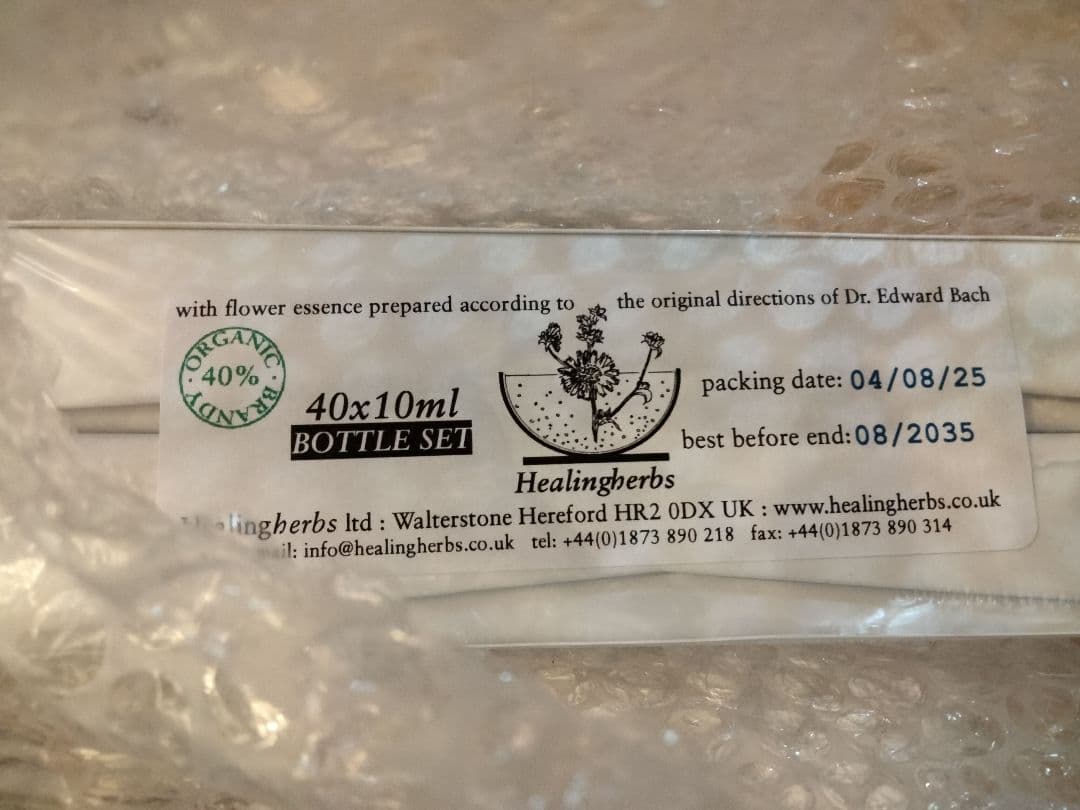 with flower essence prepared according to the original directions of Dr. Edward Bach
ORGANIC · BRANDY ·
40%
40x10ml
BOTTLE SET
packing date: 04/08/25
best before end: 08/2035
Healingherbs
ltd : Walterstone Hereford HR2 0DX UK : www.healingherbs.co.uk
info@healingherbs.co.uk tel: +44(0)1873 890 218 fax: +44(0)1873 890 314